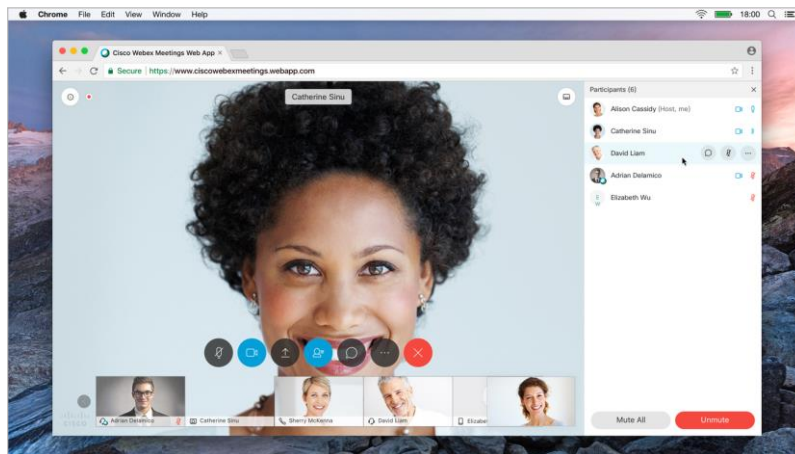 Chrome File Edit View Window Help 18:00
Cisco Webex Meetings Web App ×
Secure https://www.ciscowebexmeetings.webapp.com
Catherine Sinu
Participants (6) ×
Alison Cassidy (Host, me)
Catherine Sinu
David Liam
Adrian Delamico
Elizabeth Wu
Adrian Delamico
Catherine Sinu
Sherry McKenna
David Liam
Elizabe
CISCO
Mute All
Unmute